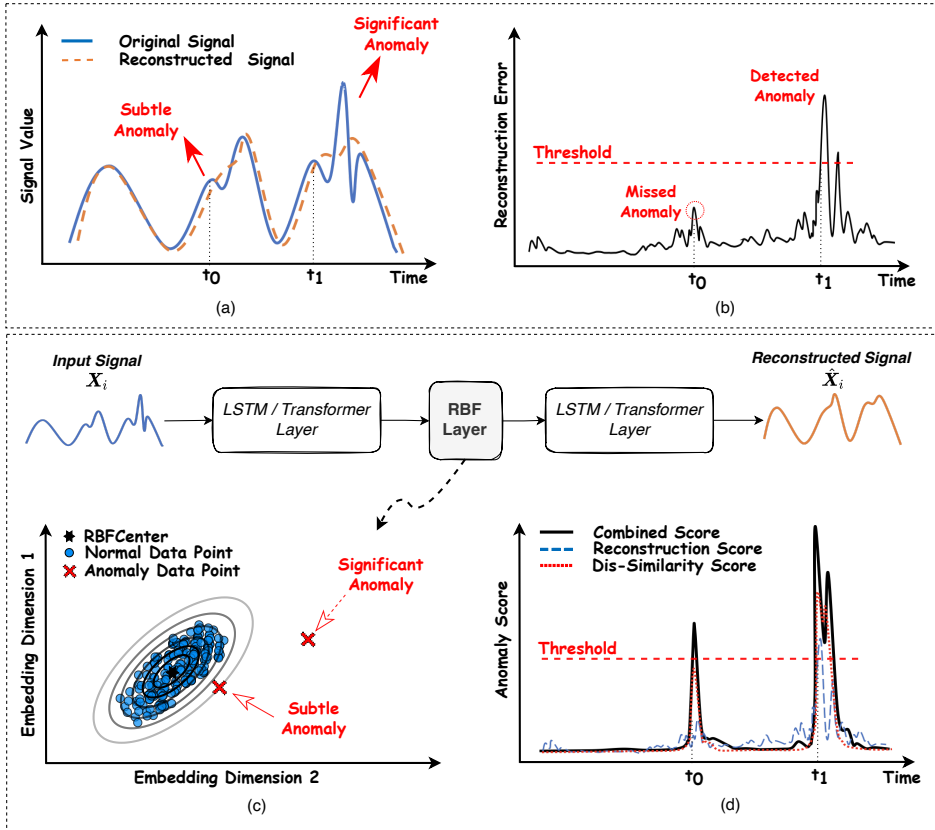 Original Signal
Reconstructed Signal
Significant
Anomaly
Subtle
Anomaly
Signal Value
t0
t1
Time
(a)
Reconstruction Error
Detected
Anomaly
Threshold
Missed
Anomaly
t0
t1
Time
(b)
Input Signal
X_i
LSTM / Transformer
Layer
RBF
Layer
LSTM / Transformer
Layer
Reconstructed Signal
X̂_i
RBFCenter
Normal Data Point
Anomaly Data Point
Significant
Anomaly
Subtle
Anomaly
Embedding Dimension 1
Embedding Dimension 2
(c)
Combined Score
Reconstruction Score
Dis-Similarity Score
Threshold
Anomaly Score
t0
t1
Time
(d)